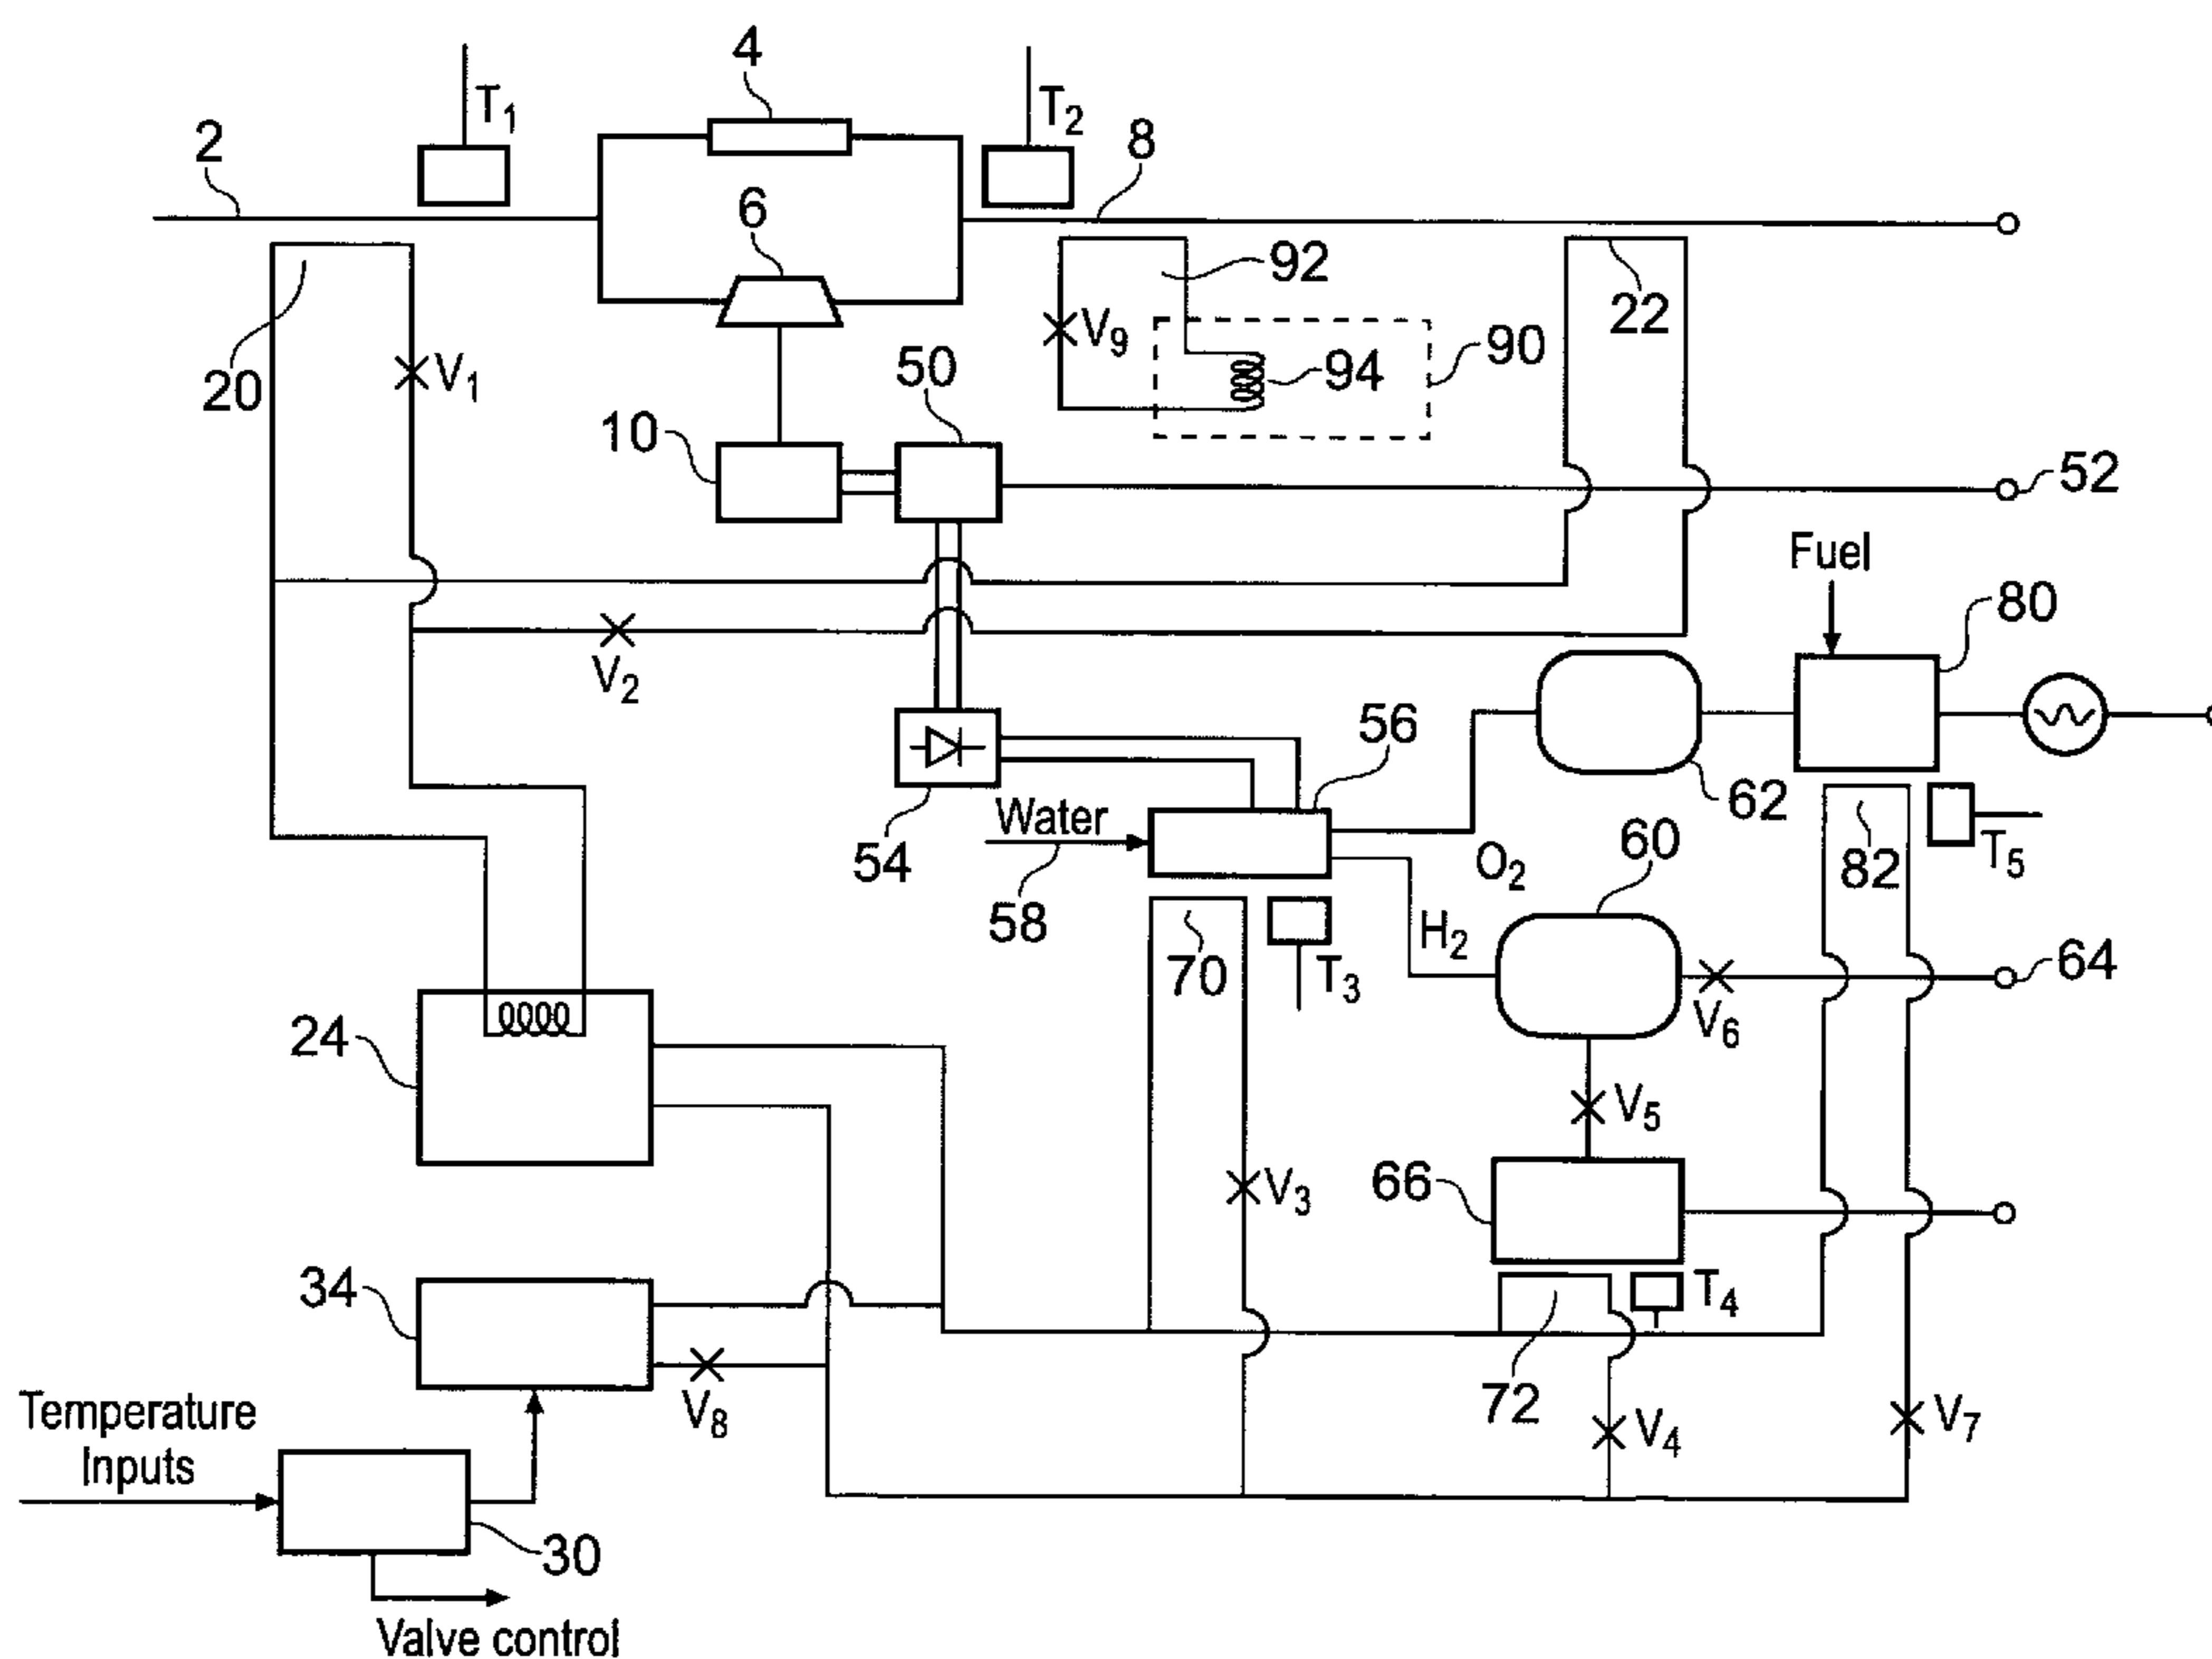 4
T1
T2
2
8
6
92
22
20
V1
V9
94
90
50
10
52
Fuel
80
V2
56
62
54
Water
58
O2
60
82
T5
70
H2
T3
64
V6
24
V5
66
V3
34
T4
72
V8
V4
V7
Temperature
Inputs
30
Valve control